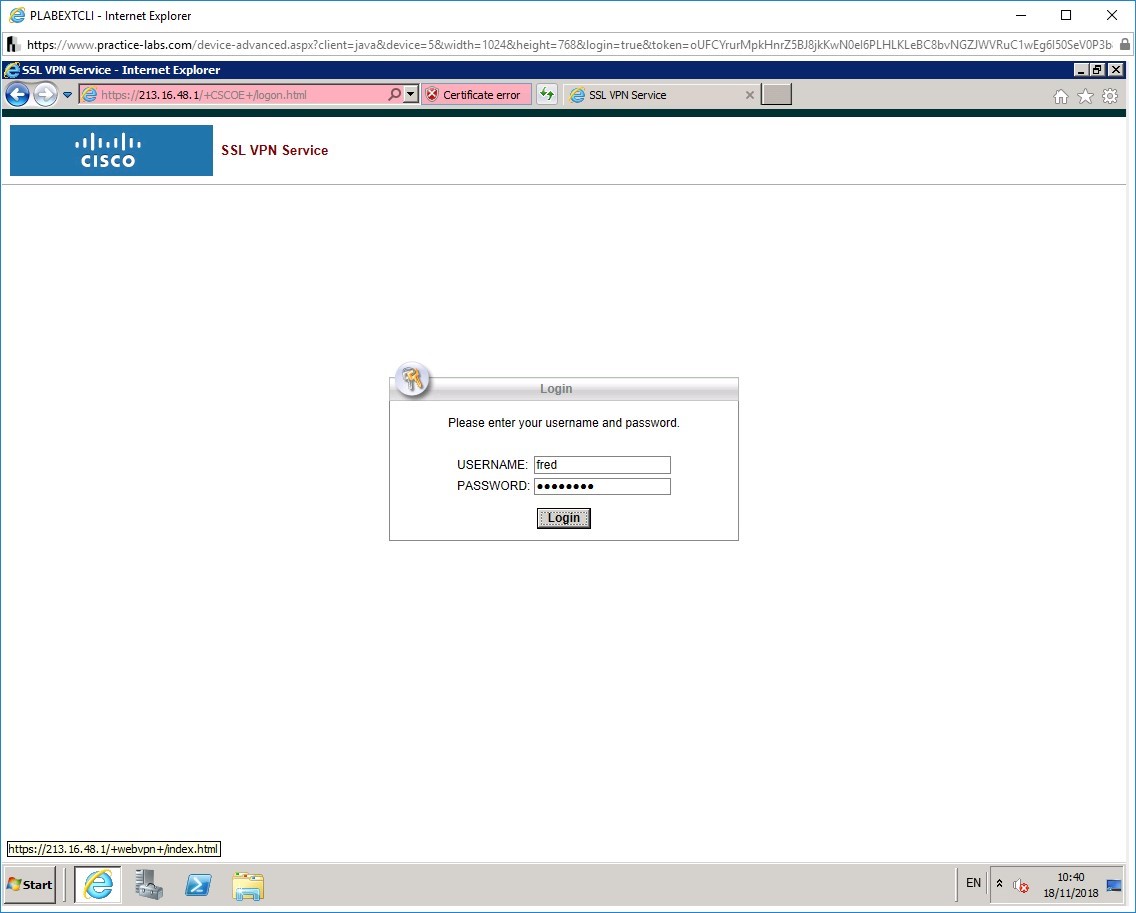 PLABEXTCLI - Internet Explorer
https://www.practice-labs.com/device-advanced.aspx?client=java&device=5&width=1024&height=768&login=true&token=oUFCYrurMpkHnrZ5BJ8jkKwN0eI6PLHLKLeBC8bvNGZJWVRuC1wEg6I50SeV0P3b
SSL VPN Service - Internet Explorer
https://213.16.48.1/+CSCOE+/logon.html Certificate error SSL VPN Service
CISCO SSL VPN Service
Login
Please enter your username and password.
USERNAME: fred
PASSWORD: ●●●●●●●●
Login
https://213.16.48.1/+webvpn+/index.html
Start EN 10:40
18/11/2018